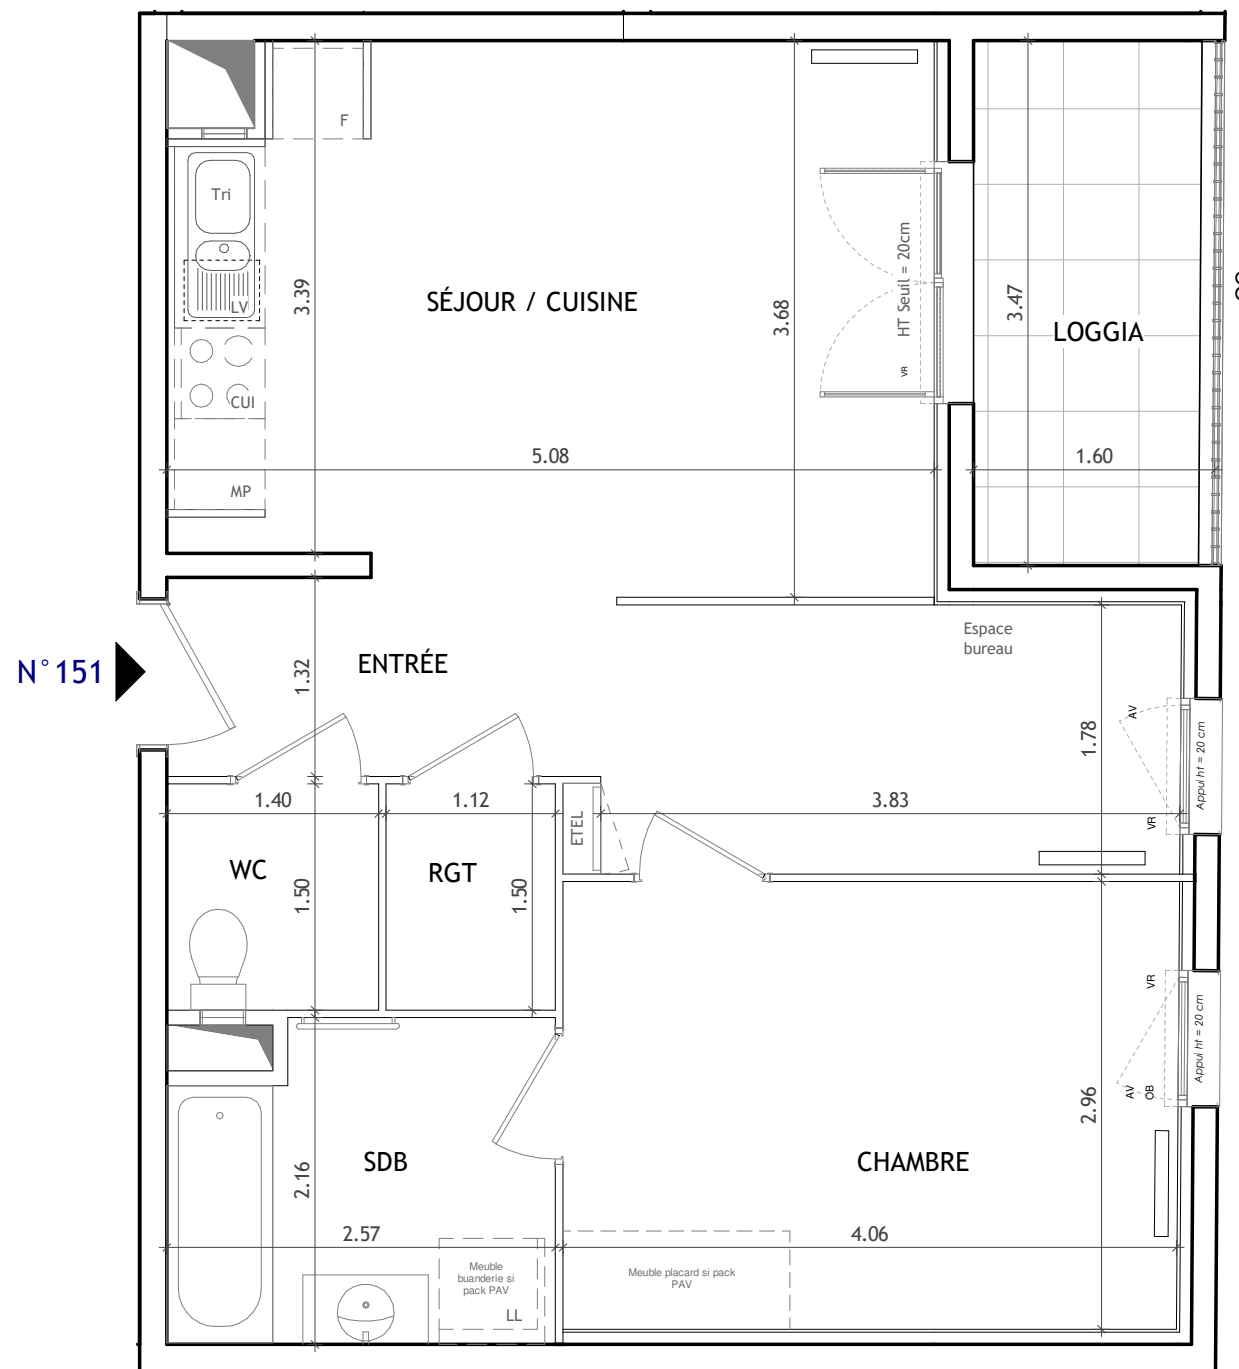 F
Tri
LV
CUI
MP
3.39
SÉJOUR / CUISINE
3.68
HT Seuil = 20cm
VR
3.47
LOGGIA
5.08
1.60
N°151
ENTRÉE
1.32
Espace
bureau
1.78
AV
VR
Appui ht = 20 cm
1.40
1.12
ETEL
3.83
WC
RGT
1.50
1.50
VR
AV
OB
Appui ht = 20 cm
2.96
SDB
2.16
CHAMBRE
2.57
4.06
Meuble
buanderie si
pack PAV
LL
Meuble placard si pack
PAV